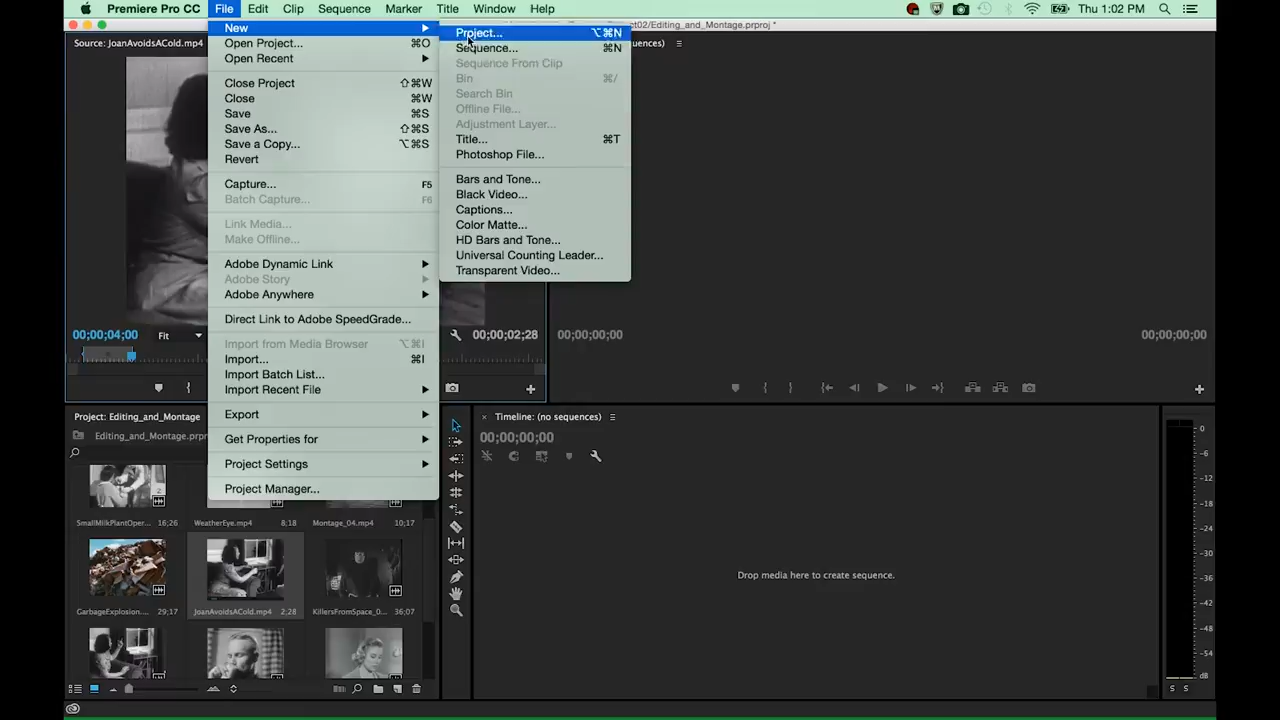 Premiere Pro CC File Edit Clip Sequence Marker Title Window Help Thu 1:02 PM
ct02/Editing_and_Montage.prproj *
Source: JoanAvoidsACold.mp4
uences)
New
Open Project... ⌘O
Open Recent
Close Project ⇧⌘W
Close ⌘W
Save ⌘S
Save As... ⇧⌘S
Save a Copy... ⌥⌘S
Revert
Capture... F5
Batch Capture... F6
Link Media...
Make Offline...
Adobe Dynamic Link
Adobe Story
Adobe Anywhere
Direct Link to Adobe SpeedGrade...
Import from Media Browser ⌥⌘I
Import... ⌘I
Import Batch List...
Import Recent File
Export
Get Properties for
Project Settings
Project Manager...
Project... ⌥⌘N
Sequence... ⌘N
Sequence From Clip
Bin ⌘/
Search Bin
Offline File...
Adjustment Layer...
Title... ⌘T
Photoshop File...
Bars and Tone...
Black Video...
Captions...
Color Matte...
HD Bars and Tone...
Universal Counting Leader...
Transparent Video...
00;00;04;00 Fit 00;00;02;28
00;00;00;00 00;00;00;00
Project: Editing_and_Montage
Editing_and_Montage.prpr
SmallMilkPlantOper... 16;26 WeatherEye.mp4 8;18 Montage_04.mp4 10;17
GarbageExplosion.... 29;17 JoanAvoidsACold.mp4 2;28 KillersFromSpace_0... 36;07
Timeline: (no sequences)
00;00;00;00
Drop media here to create sequence.
0
-6
-12
-18
-24
-30
-36
-42
-48
-54
dB
S S